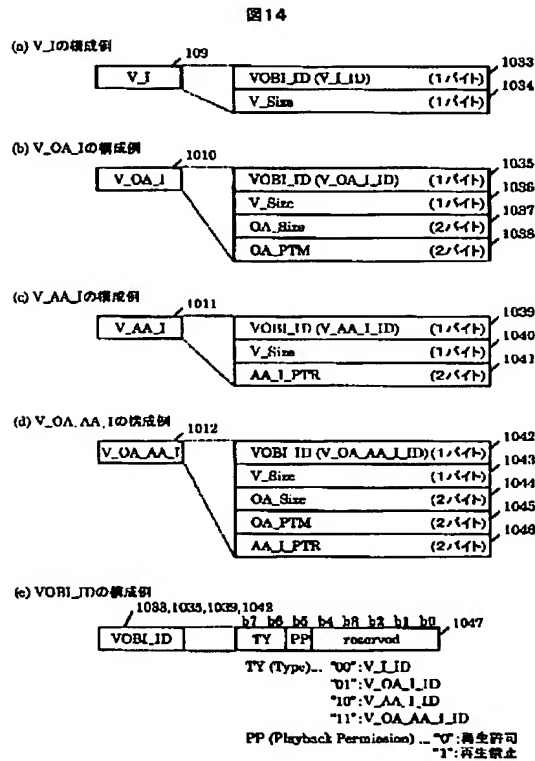 図14
(a) V_Iの構成例
109
V_I
VOBI_ID (V_I_ID) (1バイト) 1033
V_Size (1バイト) 1034
(b) V_OA_Iの構成例
1010
V_OA_I
VOBI_ID (V_OA_I_ID) (1バイト) 1035
V_Size (1バイト) 1036
OA_Size (2バイト) 1037
OA_PTM (2バイト) 1038
(c) V_AA_Iの構成例
1011
V_AA_I
VOBI_ID (V_AA_I_ID) (1バイト) 1039
V_Size (1バイト) 1040
AA_I_PTR (2バイト) 1041
(d) V_OA_AA_Iの構成例
1012
V_OA_AA_I
VOBI_ID (V_OA_AA_I_ID) (1バイト) 1042
V_Size (1バイト) 1043
OA_Size (2バイト) 1044
OA_PTM (2バイト) 1045
AA_I_PTR (2バイト) 1046
(e) VOBI_IDの構成例
1033,1035,1039,1042
b7 b6 b5 b4 b3 b2 b1 b0
VOBI_ID TY PP reserved 1047
TY (Type)... "00":V_I_ID
"01":V_OA_I_ID
"10":V_AA_I_ID
"11":V_OA_AA_I_ID
PP (Playback Permission) ... "0":再生許可
"1":再生禁止